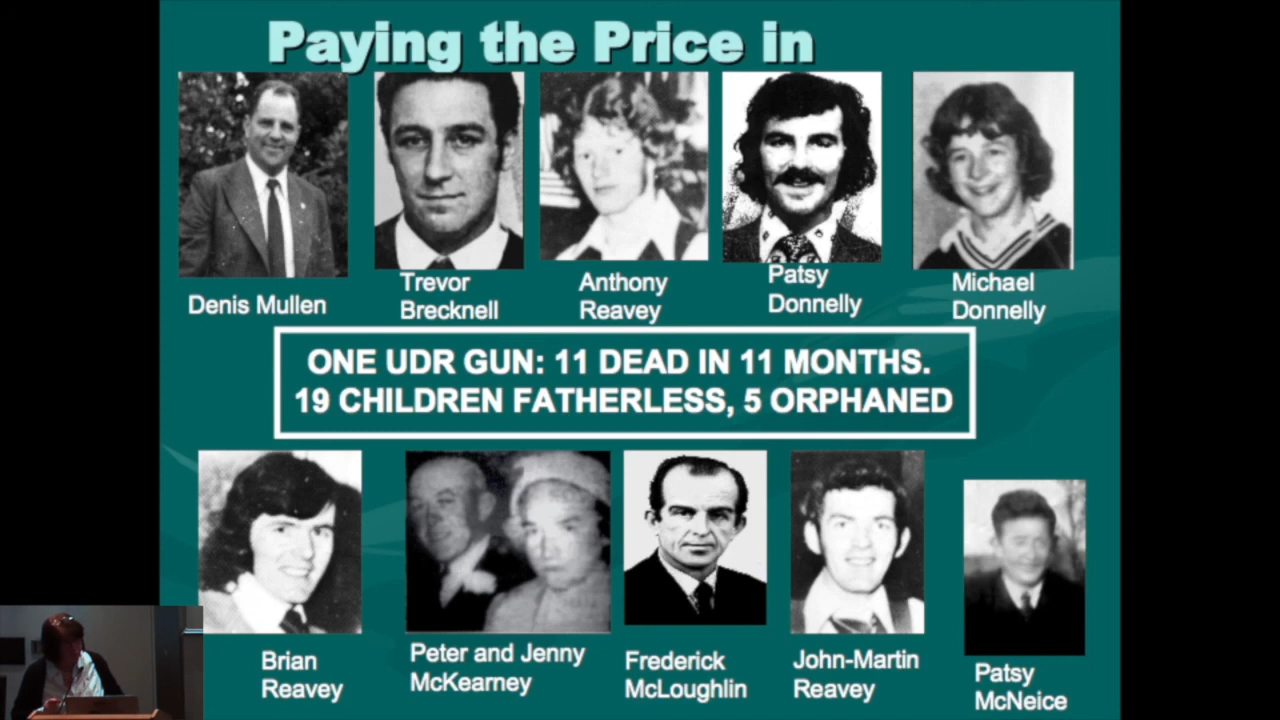 Paying the Price in
Denis Mullen
Trevor
Brecknell
Anthony
Reavey
Patsy
Donnelly
Michael
Donnelly
ONE UDR GUN: 11 DEAD IN 11 MONTHS.
19 CHILDREN FATHERLESS, 5 ORPHANED
Brian
Reavey
Peter and Jenny
McKearney
Frederick
McLoughlin
John-Martin
Reavey
Patsy
McNeice